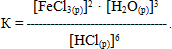 K = [FeCl₃₍ₚ₎]² · [H₂O₍ₚ₎]³
[HCl₍ₚ₎]⁶ .